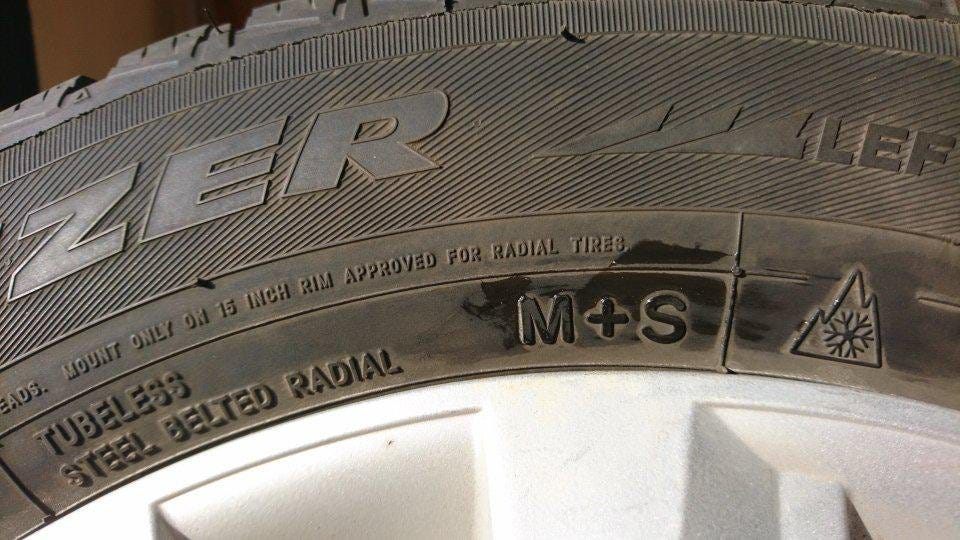 ZER LEF
EADS. MOUNT ONLY ON 15 INCH RIM APPROVED FOR RADIAL TIRES.
TUBELESS
STEEL BELTED RADIAL
M+S